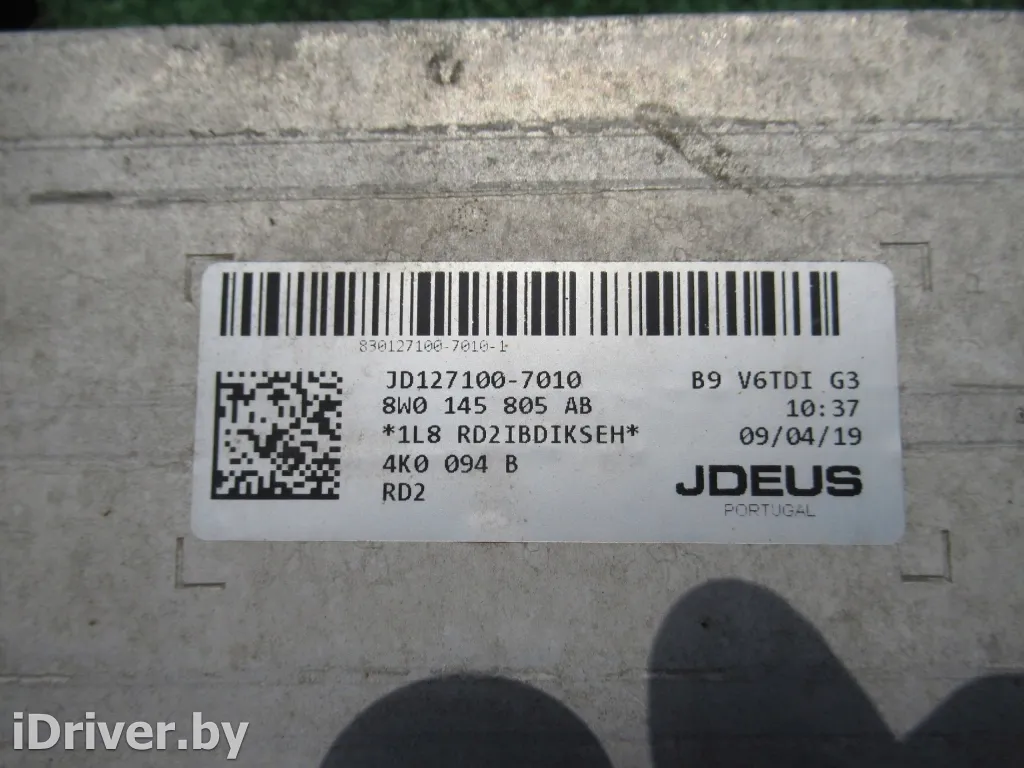 830127100-7010-1
JD127100-7010
8W0 145 805 AB
*1L8 RD2IBDIKSEH*
4K0 094 B
RD2
B9 V6TDI G3
10:37
09/04/19
JDEUS
PORTUGAL
iDriver.by